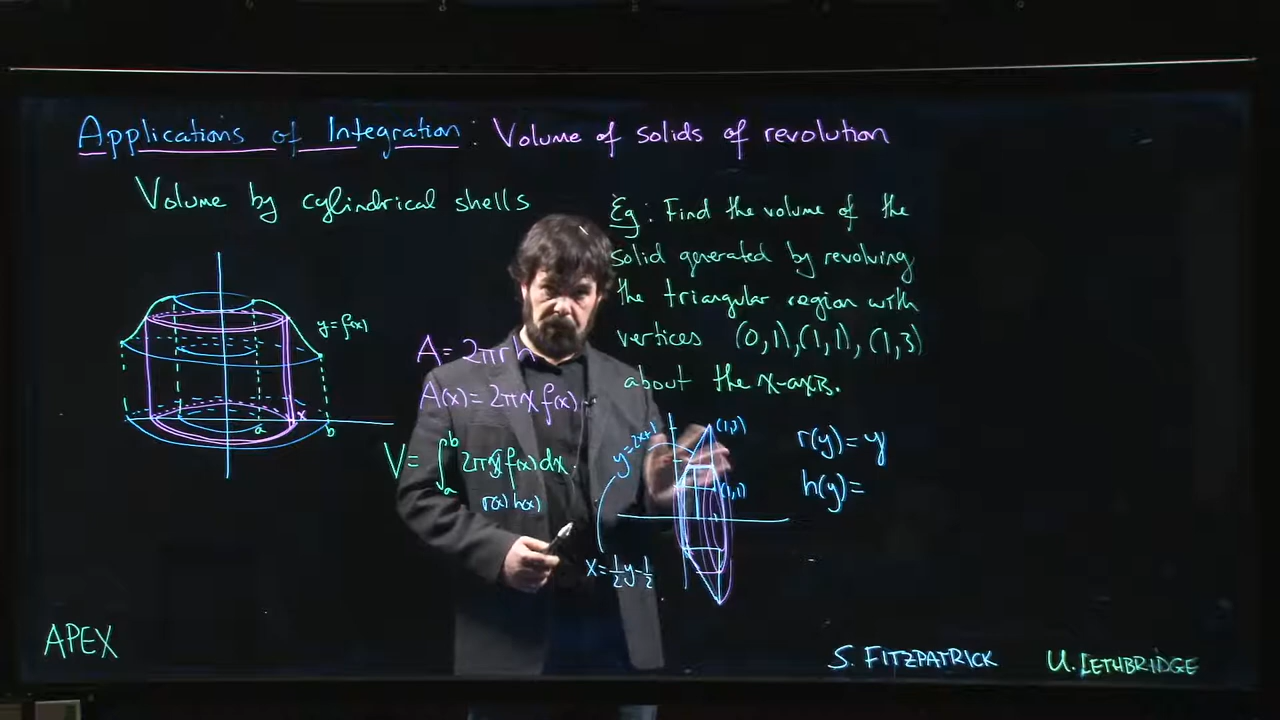 Applications of Integration: Volume of solids of revolution
Volume by cylindrical shells
y=f(x)
x
a
b
A=2πrh
A(x)=2πx f(x)
V=∫_a^b 2πx f(x)dx.
r(x) h(x)
Eg: Find the volume of the
solid generated by revolving
the triangular region with
vertices (0,1),(1,1),(1,3)
about the x-axis.
y=2x+1
(1,3)
(1,1)
x=½y-½
r(y)=y
h(y)=
APEX
S. FITZPATRICK
U. LETHBRIDGE